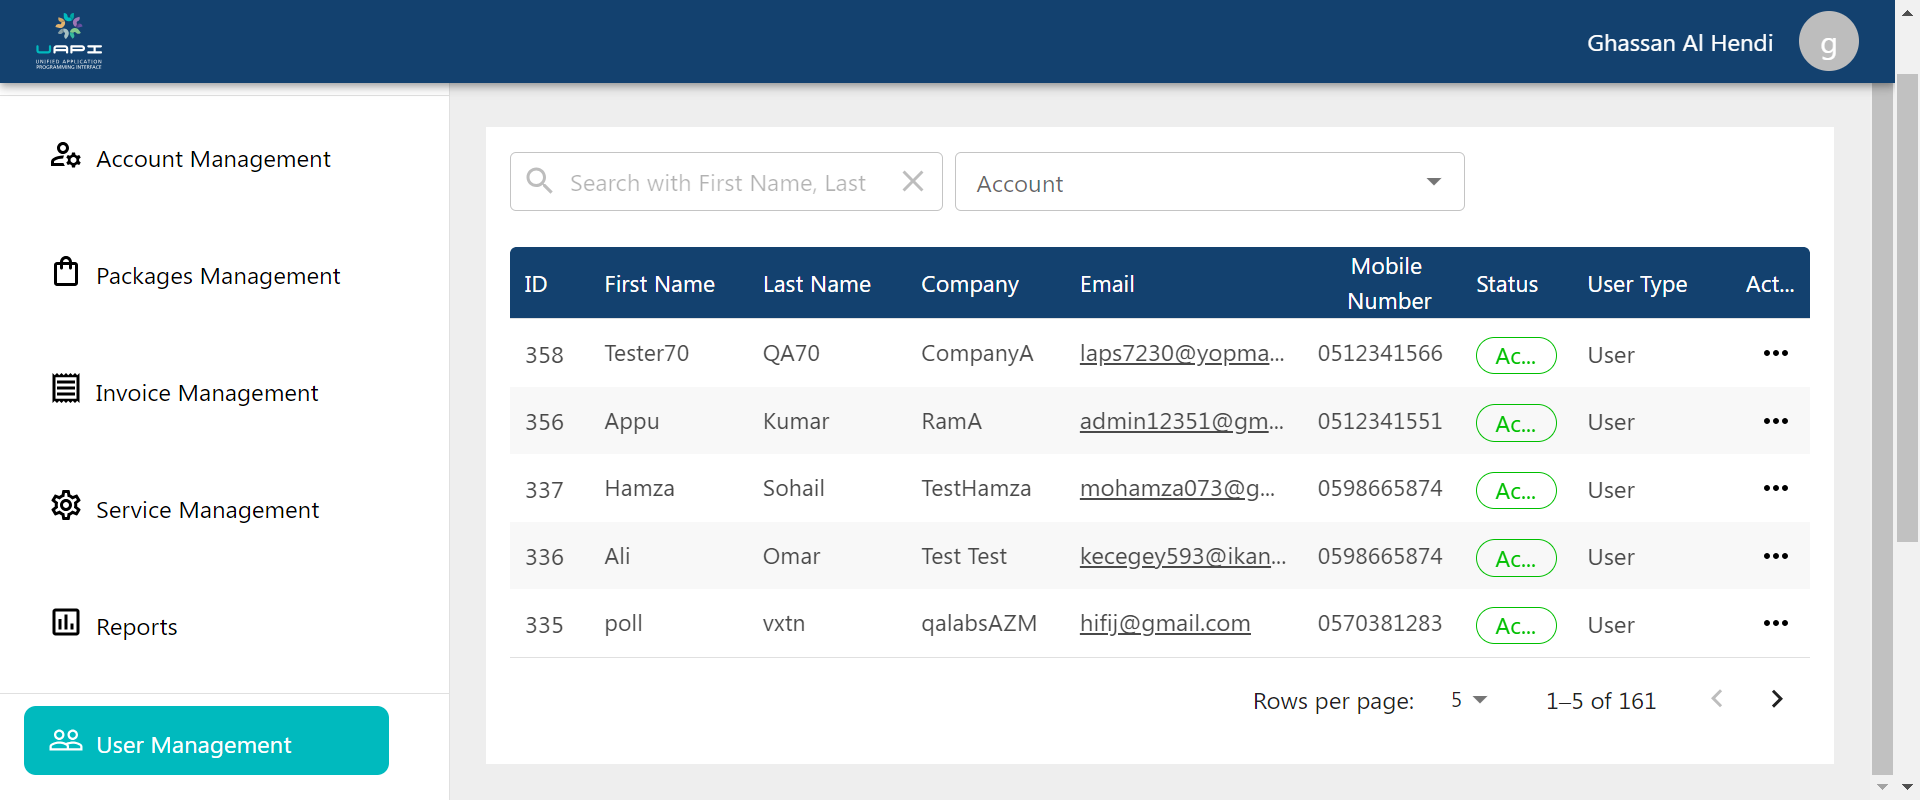 UAPI
UNIFIED APPLICATION
PROGRAMMING INTERFACE
Ghassan Al Hendi
g
Account Management
Packages Management
Invoice Management
Service Management
Reports
User Management
Search with First Name, Last
Account
ID First Name Last Name Company Email Mobile Number Status User Type Act...
358 Tester70 QA70 CompanyA laps7230@yopma... 0512341566 Ac... User
356 Appu Kumar RamA admin12351@gm... 0512341551 Ac... User
337 Hamza Sohail TestHamza mohamza073@g... 0598665874 Ac... User
336 Ali Omar Test Test kecegey593@ikan... 0598665874 Ac... User
335 poll vxtn qalabsAZM hifij@gmail.com 0570381283 Ac... User
Rows per page: 5 1–5 of 161